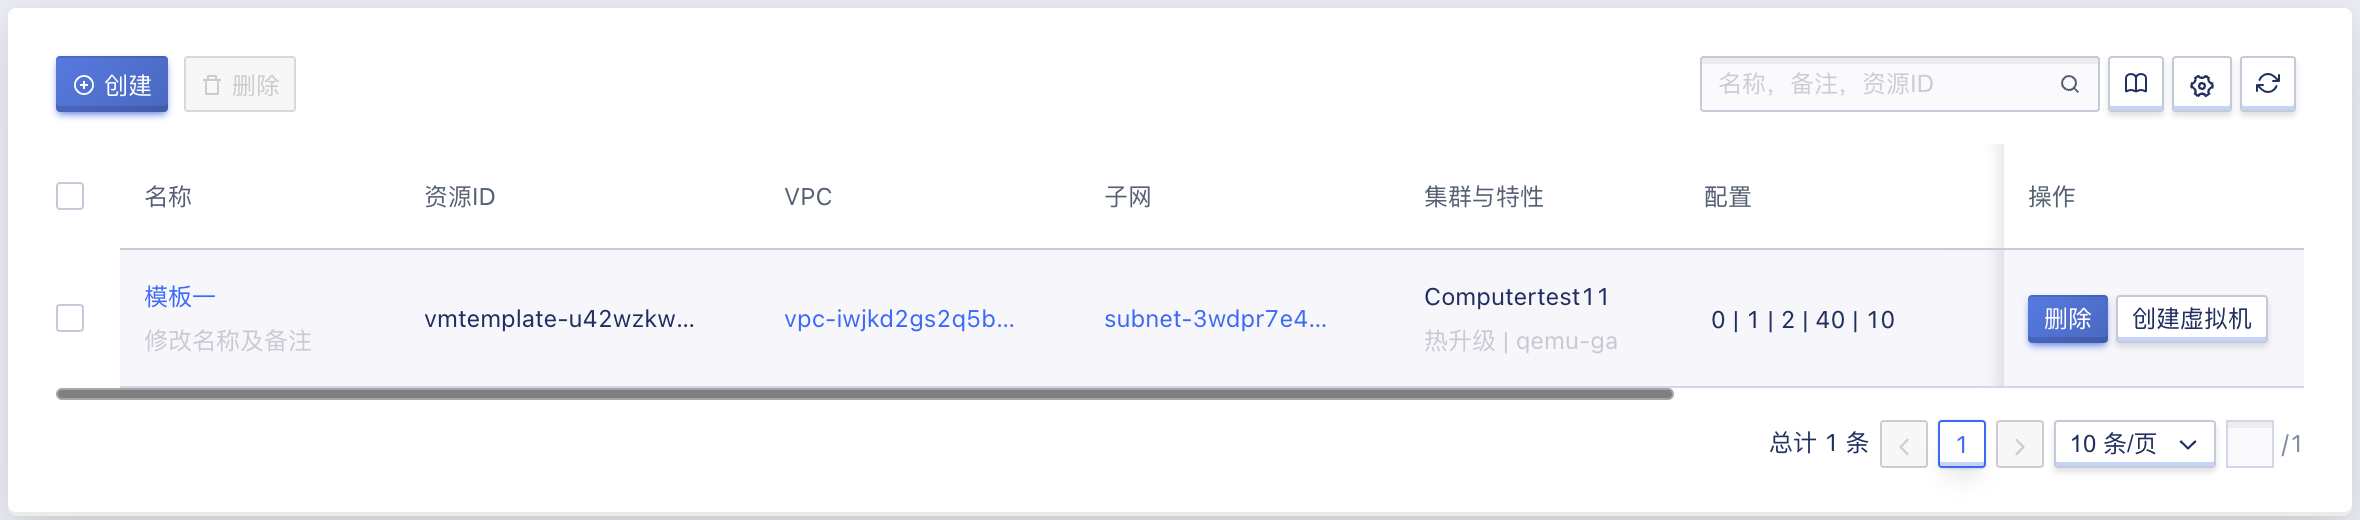 创建 删除 名称，备注，资源ID
名称 资源ID VPC 子网 集群与特性 配置 操作
模板一 vmtemplate-u42wzkw... vpc-iwjkd2gs2q5b... subnet-3wdpr7e4... Computertest11 0 | 1 | 2 | 40 | 10 删除 创建虚拟机
修改名称及备注 热升级 | qemu-ga
总计 1 条 1 10 条/页 /1